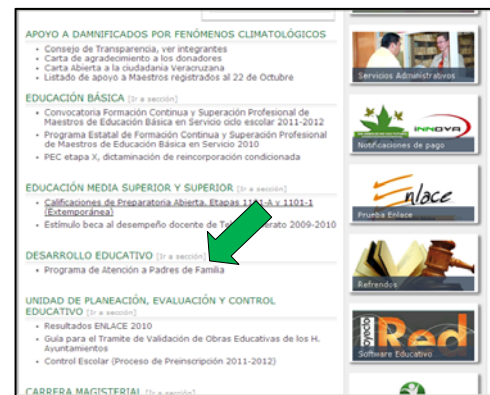 APOYO A DAMNIFICADOS POR FENÓMENOS CLIMATOLÓGICOS
Consejo de Transparencia, ver integrantes
Carta de agradecimiento a los donadores
Carta Abierta a la ciudadania Veracruzana
Listado de apoyo a Maestros registrados al 22 de Octubre
EDUCACIÓN BÁSICA [Ir a sección]
Convocatoria Formación Continua y Superación Profesional de
Maestros de Educación Básica en Servicio ciclo escolar 2011-2012
Programa Estatal de Formación Continua y Superación Profesional
de Maestros de Educación Básica en Servicio 2010
PEC etapa X, dictaminación de reincorporación condicionada
EDUCACIÓN MEDIA SUPERIOR Y SUPERIOR [Ir a sección]
Calificaciones de Preparatoria Abierta, Etapas 1101-A y 1101-1
(Extemporánea)
Estímulo beca al desempeño docente de 2009-2010
DESARROLLO EDUCATIVO [Ir a sección]
Programa de Atención a Padres de Familia
UNIDAD DE PLANEACIÓN, EVALUACIÓN Y CONTROL
EDUCATIVO [Ir a sección]
Resultados ENLACE 2010
Guía para el Tramite de Validación de Obras Educativas de los H.
Ayuntamientos
Control Escolar (Proceso de Preinscripción 2011-2012)
CARRERA MAGISTERIAL [Ir a sección]
Servicios Administrativos
INNOVA
Notificaciones de pago
Enlace
Prueba Enlace
Refrendos
Proyecto
Red
Software Educativo